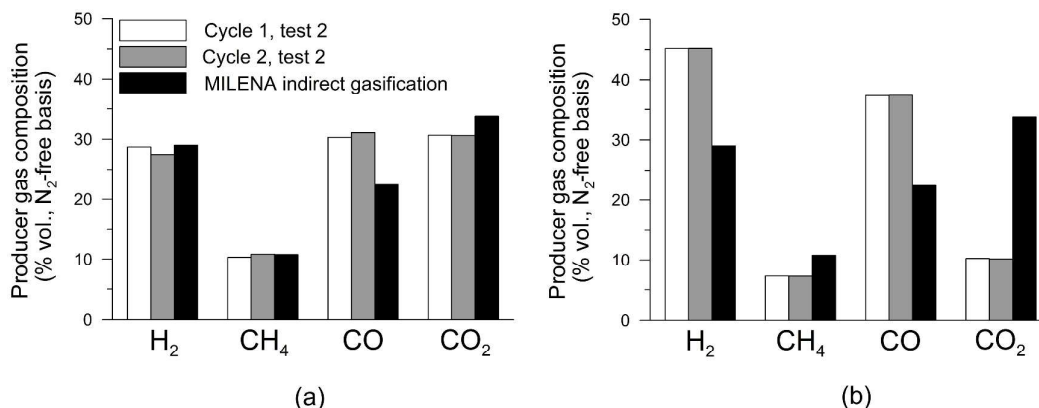 Producer gas composition
(% vol., N₂-free basis)
50
40
30
20
10
0
Cycle 1, test 2
Cycle 2, test 2
MILENA indirect gasification
H₂ CH₄ CO CO₂
(a)
Producer gas composition
(% vol., N₂-free basis)
50
40
30
20
10
0
H₂ CH₄ CO CO₂
(b)